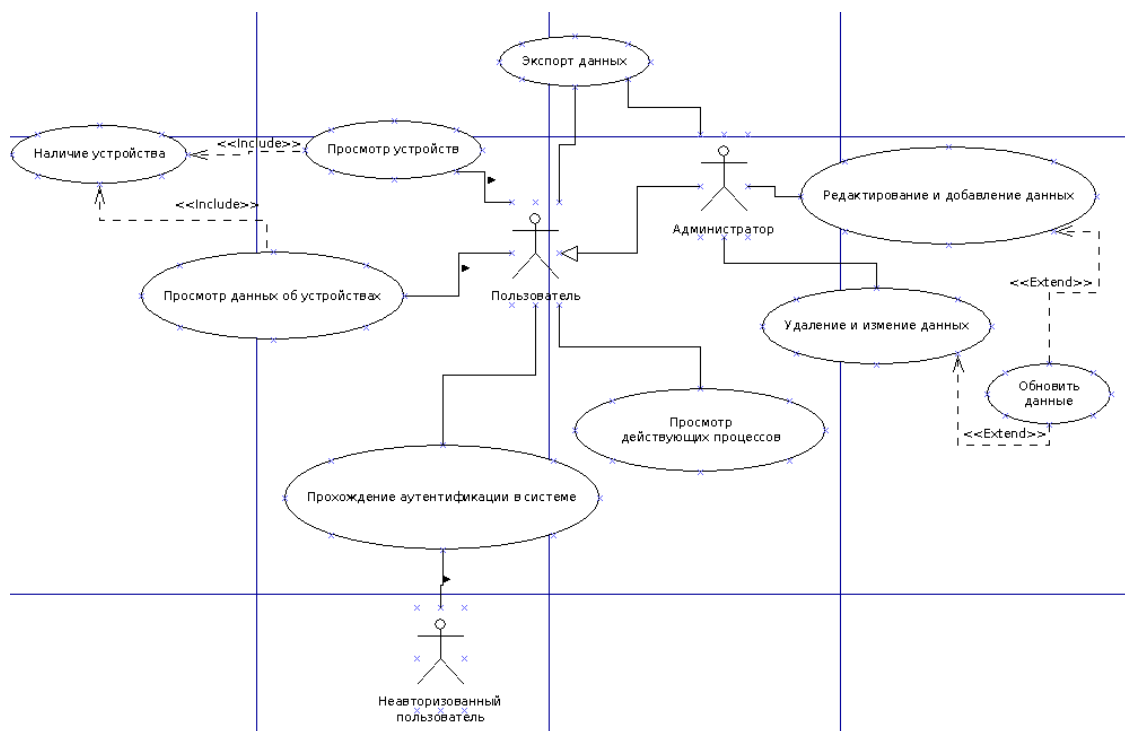 Экспорт данных
Наличие устройства
<<Include>>
Просмотр устройств
<<Include>>
Администратор
Редактирование и добавление данных
Просмотр данных об устройствах
Пользователь
<<Extend>>
Удаление и измение данных
Обновить
данные
<<Extend>>
Просмотр
действующих процессов
Прохождение аутентификации в системе
Неавторизованный
пользователь